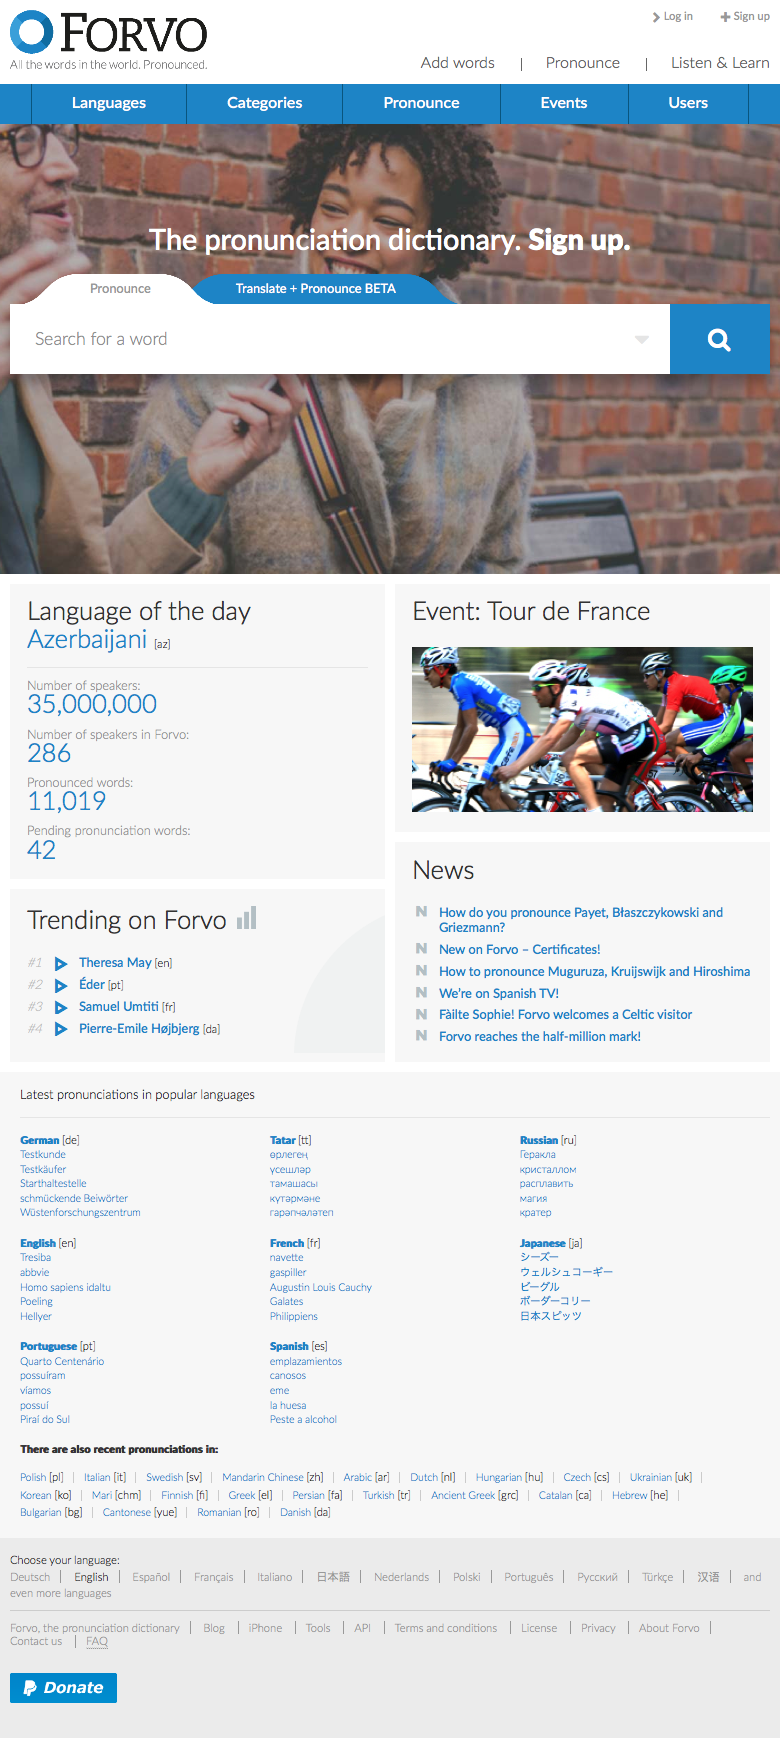 FORVO
All the words in the world. Pronounced.
Log in
Sign up
Add words | Pronounce | Listen & Learn
Languages
Categories
Pronounce
Events
Users
The pronunciation dictionary. Sign up.
Pronounce
Translate + Pronounce BETA
Search for a word
Language of the day
Azerbaijani [az]
Number of speakers:
35,000,000
Number of speakers in Forvo:
286
Pronounced words:
11,019
Pending pronunciation words:
42
Trending on Forvo
#1 Theresa May [en]
#2 Éder [pt]
#3 Samuel Umtiti [fr]
#4 Pierre-Emile Højbjerg [da]
Event: Tour de France
News
N How do you pronounce Payet, Błaszczykowski and
Griezmann?
N New on Forvo – Certificates!
N How to pronounce Muguruza, Kruijswijk and Hiroshima
N We're on Spanish TV!
N Fàilte Sophie! Forvo welcomes a Celtic visitor
N Forvo reaches the half-million mark!
Latest pronunciations in popular languages
German [de]
Testkunde
Testkäufer
Starthaltestelle
schmückende Beiwörter
Wüstenforschungszentrum
Tatar [tt]
өрлегең
үсешләр
тамашасы
күтәрмәне
гарәпчәләтеп
Russian [ru]
Геракла
кристаллом
расплавить
магия
кратер
English [en]
Tresiba
abbvie
Homo sapiens idaltu
Poeling
Hellyer
French [fr]
navette
gaspiller
Augustin Louis Cauchy
Galates
Philippiens
Japanese [ja]
シーズー
ウェルシュコーギー
ビーグル
ボーダーコリー
日本スピッツ
Portuguese [pt]
Quarto Centenário
possuíram
víamos
possuí
Piraí do Sul
Spanish [es]
emplazamientos
canosos
eme
la huesa
Peste a alcohol
There are also recent pronunciations in:
Polish [pl] | Italian [it] | Swedish [sv] | Mandarin Chinese [zh] | Arabic [ar] | Dutch [nl] | Hungarian [hu] | Czech [cs] | Ukrainian [uk] |
Korean [ko] | Mari [chm] | Finnish [fi] | Greek [el] | Persian [fa] | Turkish [tr] | Ancient Greek [grc] | Catalan [ca] | Hebrew [he] |
Bulgarian [bg] | Cantonese [yue] | Romanian [ro] | Danish [da]
Choose your language:
Deutsch | English | Español | Français | Italiano | 日本語 | Nederlands | Polski | Português | Русский | Türkçe | 汉语 | and
even more languages
Forvo, the pronunciation dictionary | Blog | iPhone | Tools | API | Terms and conditions | License | Privacy | About Forvo |
Contact us | FAQ
Donate